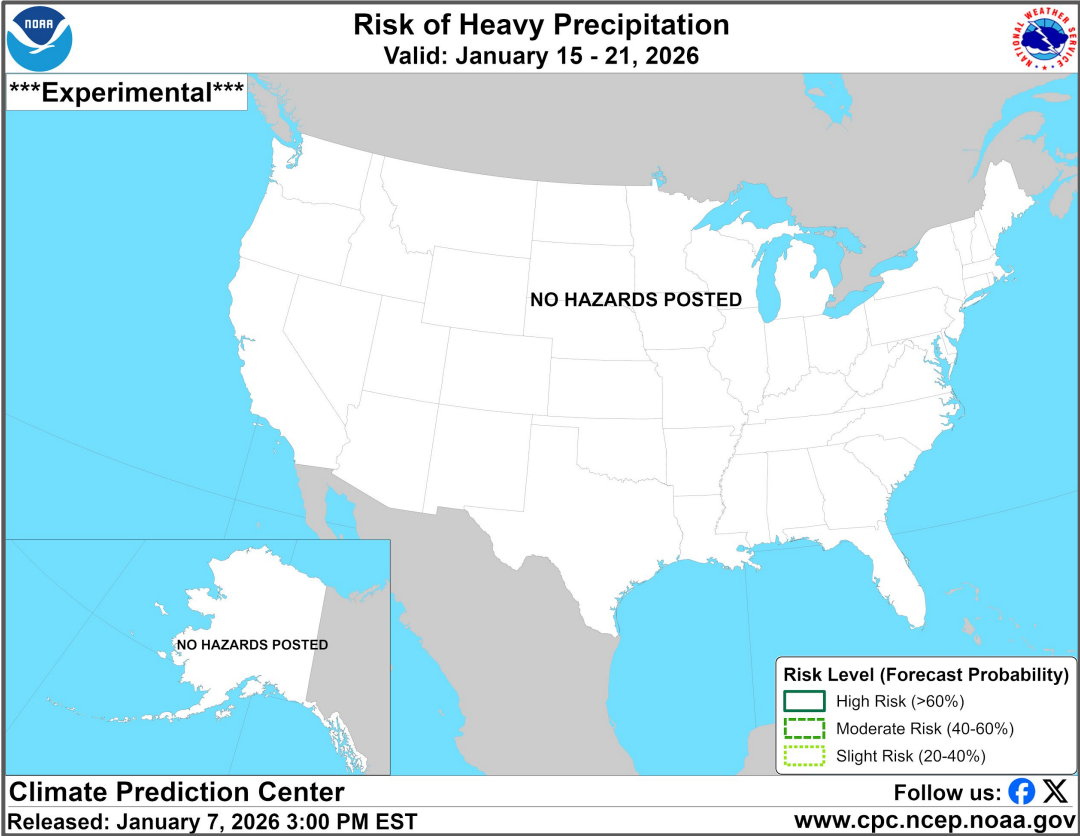 NOAA
Risk of Heavy Precipitation
Valid: January 15 - 21, 2026
NATIONAL WEATHER SERVICE
***Experimental***
NO HAZARDS POSTED
NO HAZARDS POSTED
Risk Level (Forecast Probability)
High Risk (>60%)
Moderate Risk (40-60%)
Slight Risk (20-40%)
Climate Prediction Center
Follow us:
Released: January 7, 2026 3:00 PM EST
www.cpc.ncep.noaa.gov